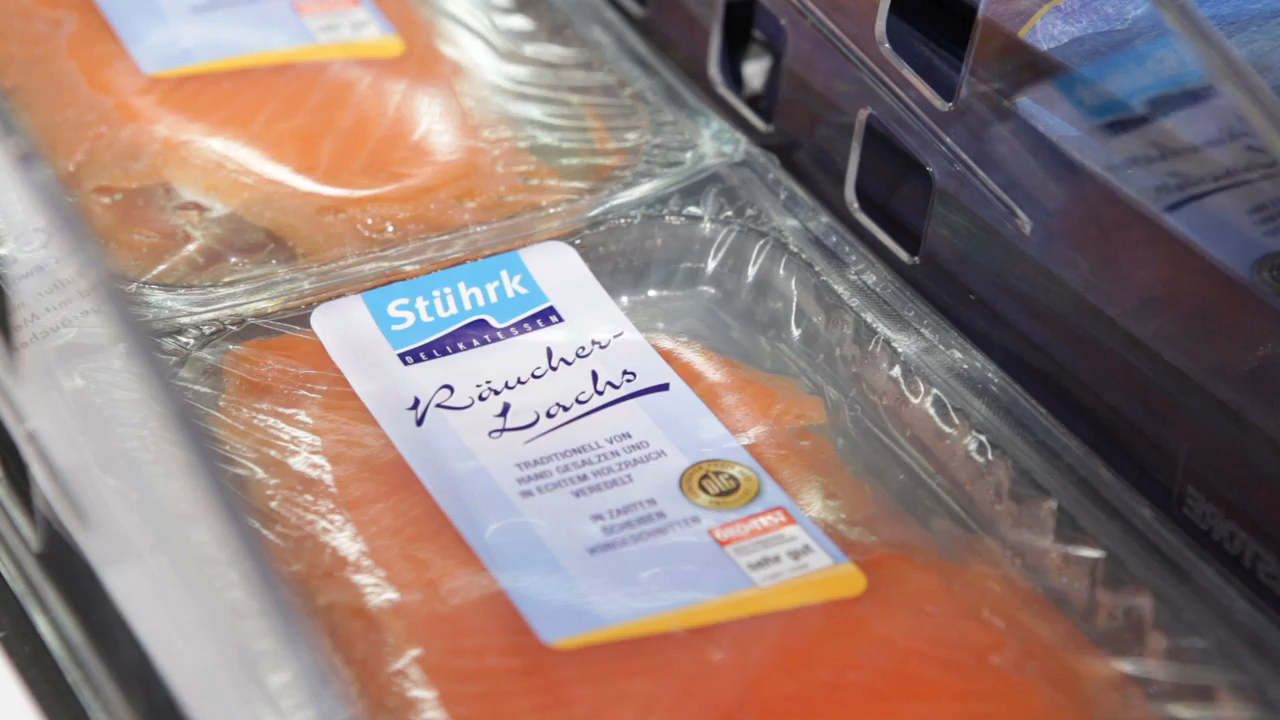 Stührk
DELIKATESSEN
Räucher-
Lachs
TRADITIONELL VON
HAND GESALZEN UND
IN ECHTEM HOLZRAUCH
VEREDELT
IN ZARTEN
SCHEIBEN
DLG
sehr gut